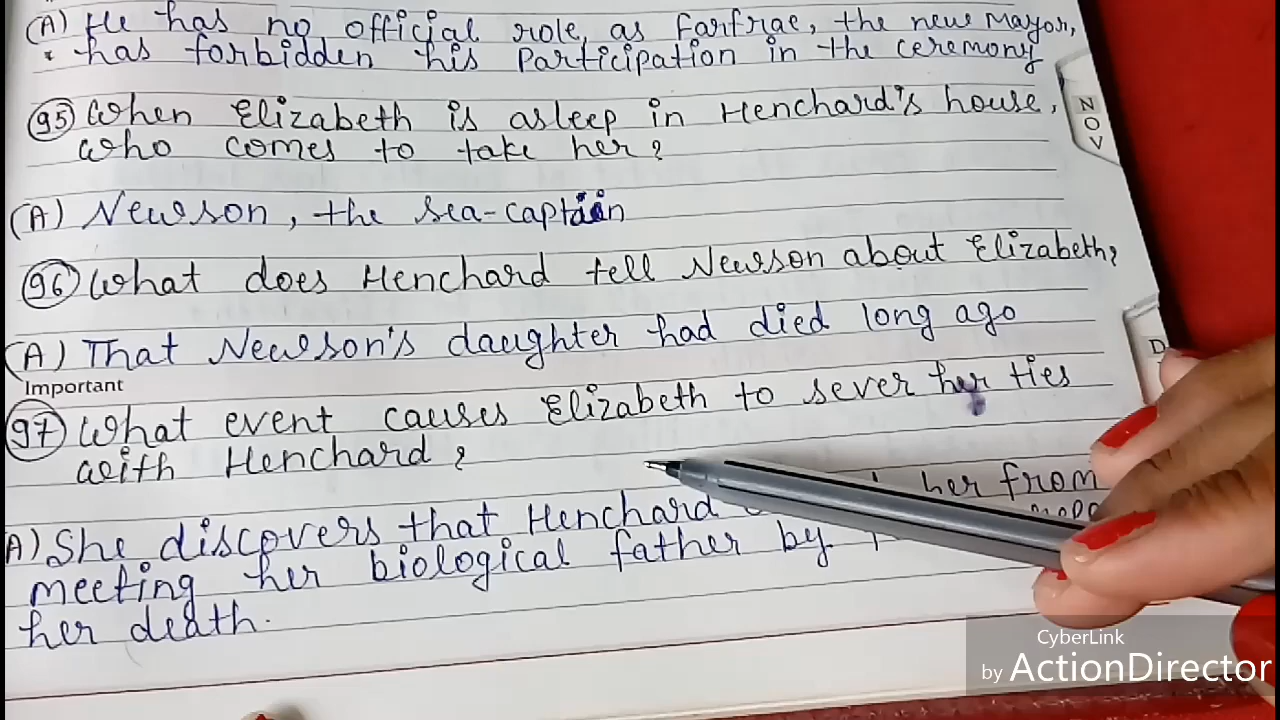 (A) He has no official role, as Farfrae, the new Mayor,
has forbidden his Participation in the ceremony
95 When Elizabeth is asleep in Henchard's house,
who comes to take her?
(A) Newson, the sea-captain
96 What does Henchard tell Newson about Elizabeth?
(A) That Newson's daughter had died long ago
Important
97 What event causes Elizabeth to sever her ties
with Henchard?
A) She discovers that Henchard her from
meeting her biological father by
her death.
NOV
D
CyberLink
by ActionDirector